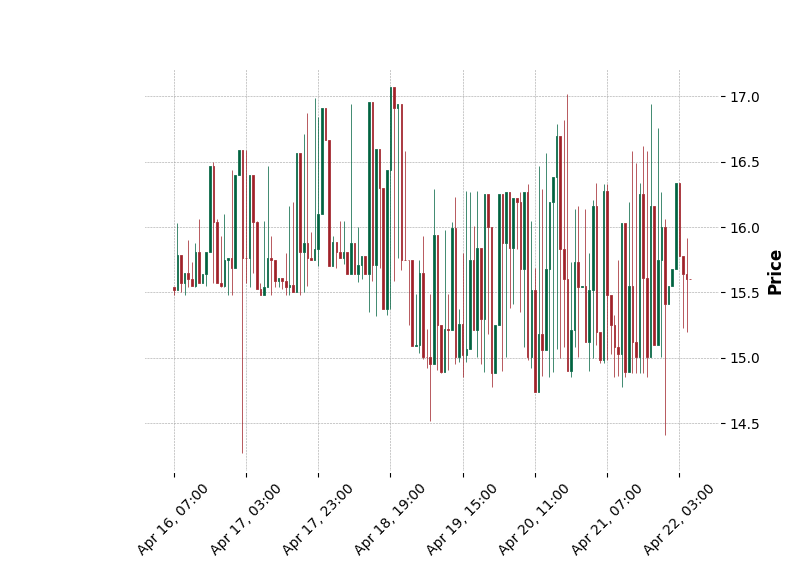 17.0
16.5
16.0
15.5
15.0
14.5
Price
Apr 16, 07:00
Apr 17, 03:00
Apr 17, 23:00
Apr 18, 19:00
Apr 19, 15:00
Apr 20, 11:00
Apr 21, 07:00
Apr 22, 03:00